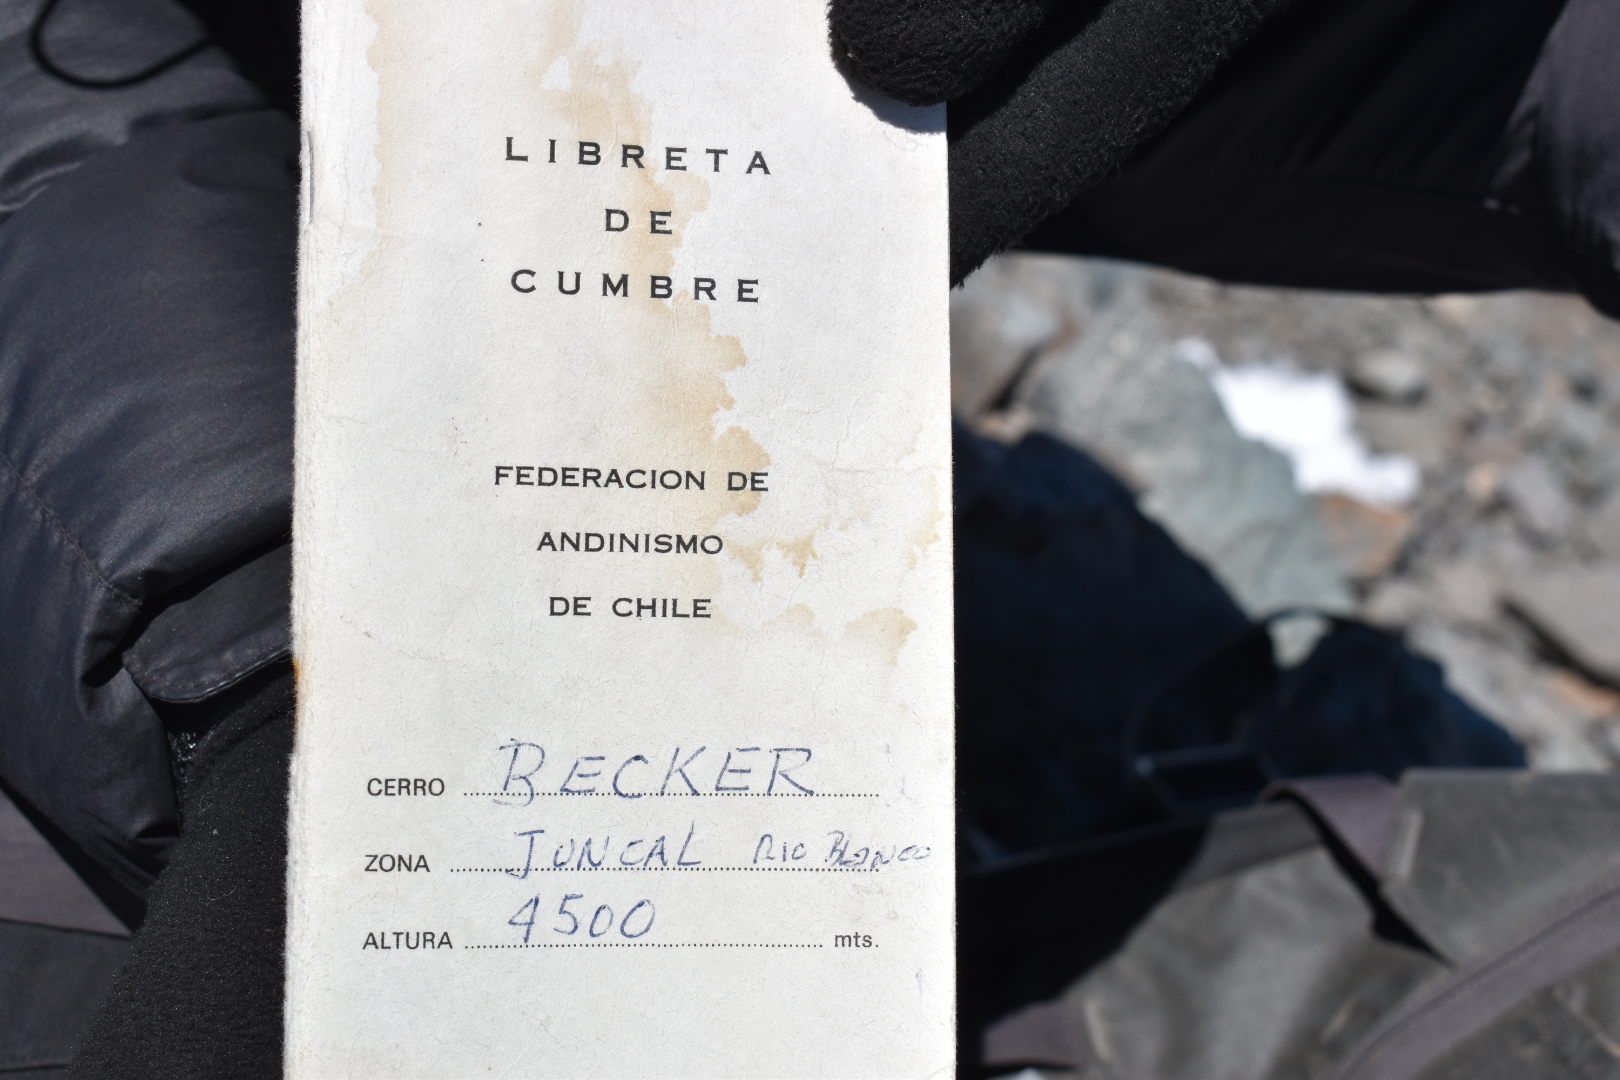 LIBRETA
DE
CUMBRE
FEDERACION DE
ANDINISMO
DE CHILE
CERRO BECKER
ZONA JUNCAL RIO BLANCO
ALTURA 4500 mts.